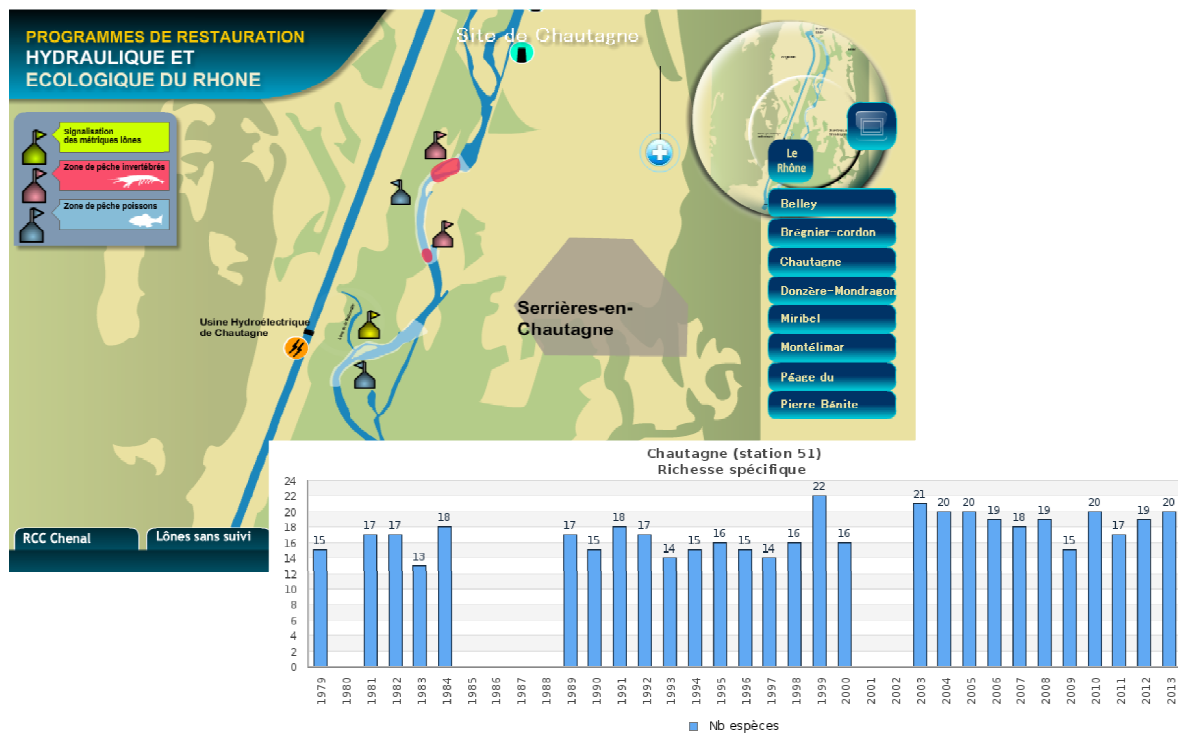 PROGRAMMES DE RESTAURATION
HYDRAULIQUE ET
ECOLOGIQUE DU RHONE
Site de Chautagne
Signalisation
des métriques lônes
Zone de pêche invertébrés
Zone de pêche poissons
Le
Rhône
Belley
Brégnier-cordon
Chautagne
Donzère-Mondragon
Miribel
Montélimar
Péage du
Pierre Bénite
Serrières-en-
Chautagne
Usine Hydroélectrique
de Chautagne
RCC Chenal
Lônes sans suivi
Chautagne (station 51)
Richesse spécifique
24
22
20
18
16
14
12
10
8
6
4
2
0
15 17 17 13 18 17 15 18 17 14 15 16 15 14 16 22 16 21 20 20 19 18 19 15 20 17 19 20
1979 1980 1981 1982 1983 1984 1985 1986 1987 1988 1989 1990 1991 1992 1993 1994 1995 1996 1997 1998 1999 2000 2001 2002 2003 2004 2005 2006 2007 2008 2009 2010 2011 2012 2013
Nb espèces